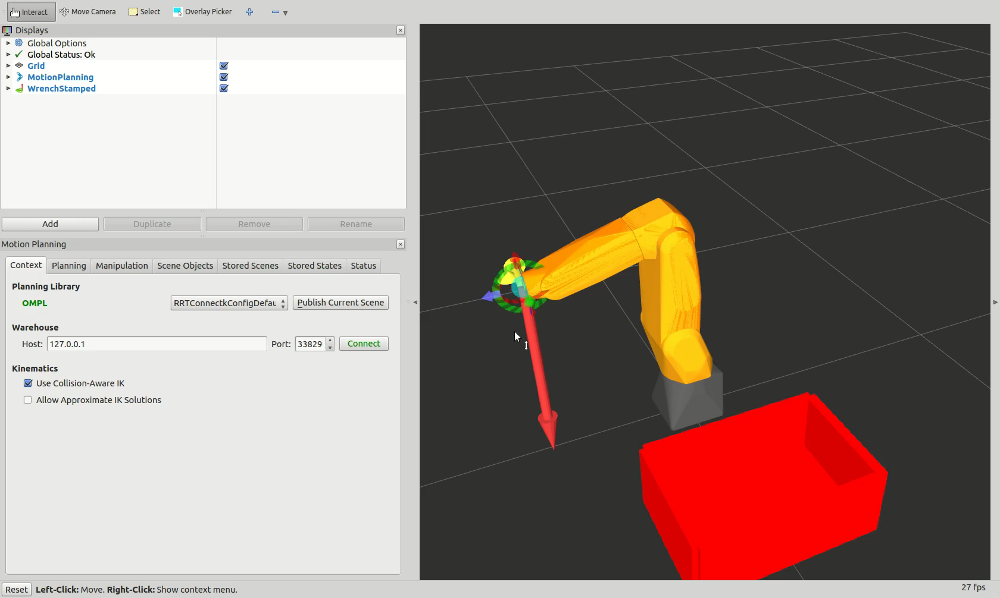 Interact Move Camera Select Overlay Picker
Displays
Global Options
Global Status: Ok
Grid
MotionPlanning
WrenchStamped
Add Duplicate Remove Rename
Motion Planning
Context Planning Manipulation Scene Objects Stored Scenes Stored States Status
Planning Library
OMPL RRTConnectkConfigDefau Publish Current Scene
Warehouse
Host: 127.0.0.1 Port: 33829 Connect
Kinematics
Use Collision-Aware IK
Allow Approximate IK Solutions
Reset Left-Click: Move. Right-Click: Show context menu. 27 fps